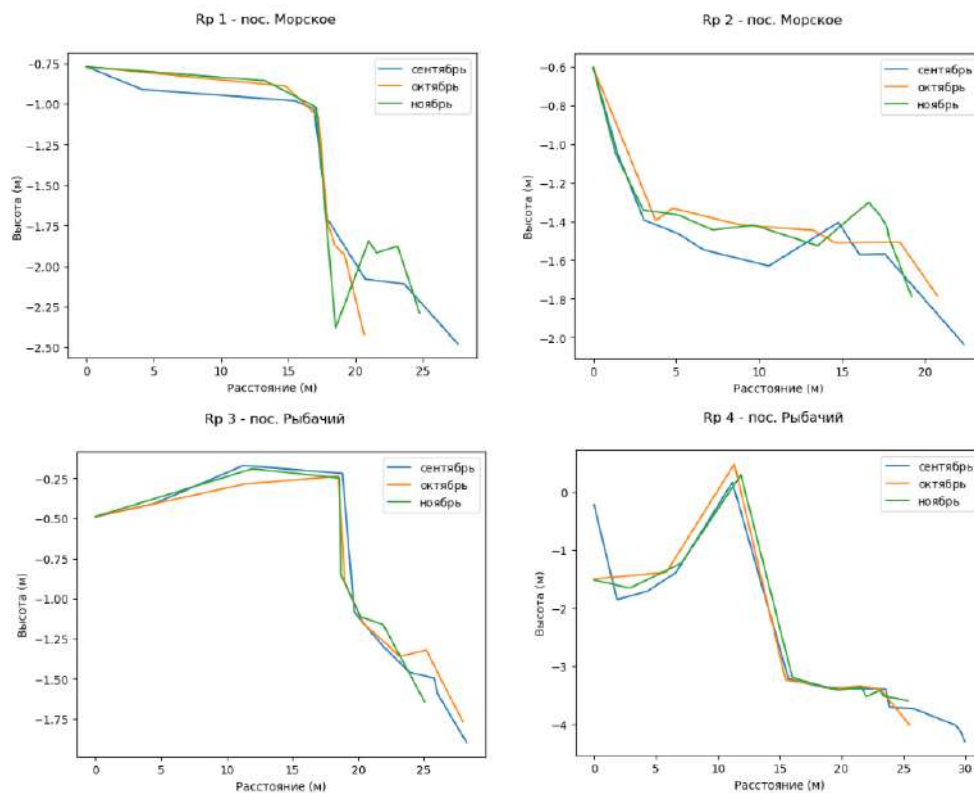 Rp 1 - пос. Морское
−0.75
−1.00
−1.25
−1.50
−1.75
−2.00
−2.25
−2.50
Высота (м)
сентябрь
октябрь
ноябрь
0 5 10 15 20 25
Расстояние (м)
Rp 2 - пос. Морское
−0.6
−0.8
−1.0
−1.2
−1.4
−1.6
−1.8
−2.0
Высота (м)
сентябрь
октябрь
ноябрь
0 5 10 15 20
Расстояние (м)
Rp 3 - пос. Рыбачий
−0.25
−0.50
−0.75
−1.00
−1.25
−1.50
−1.75
Высота (м)
сентябрь
октябрь
ноябрь
0 5 10 15 20 25
Расстояние (м)
Rp 4 - пос. Рыбачий
0
−1
−2
−3
−4
Высота (м)
сентябрь
октябрь
ноябрь
0 5 10 15 20 25 30
Расстояние (м)